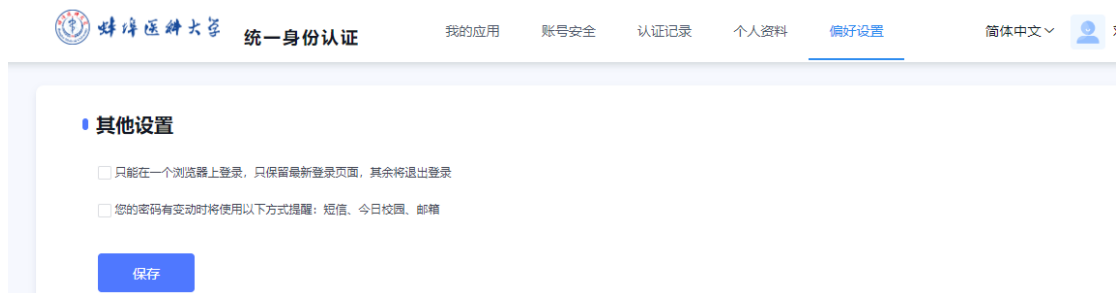 蚌埠医科大学 统一身份认证 我的应用 账号安全 认证记录 个人资料 偏好设置 简体中文
其他设置
只能在一个浏览器上登录，只保留最新登录页面，其余将退出登录
您的密码有变动时将使用以下方式提醒：短信、今日校园、邮箱
保存